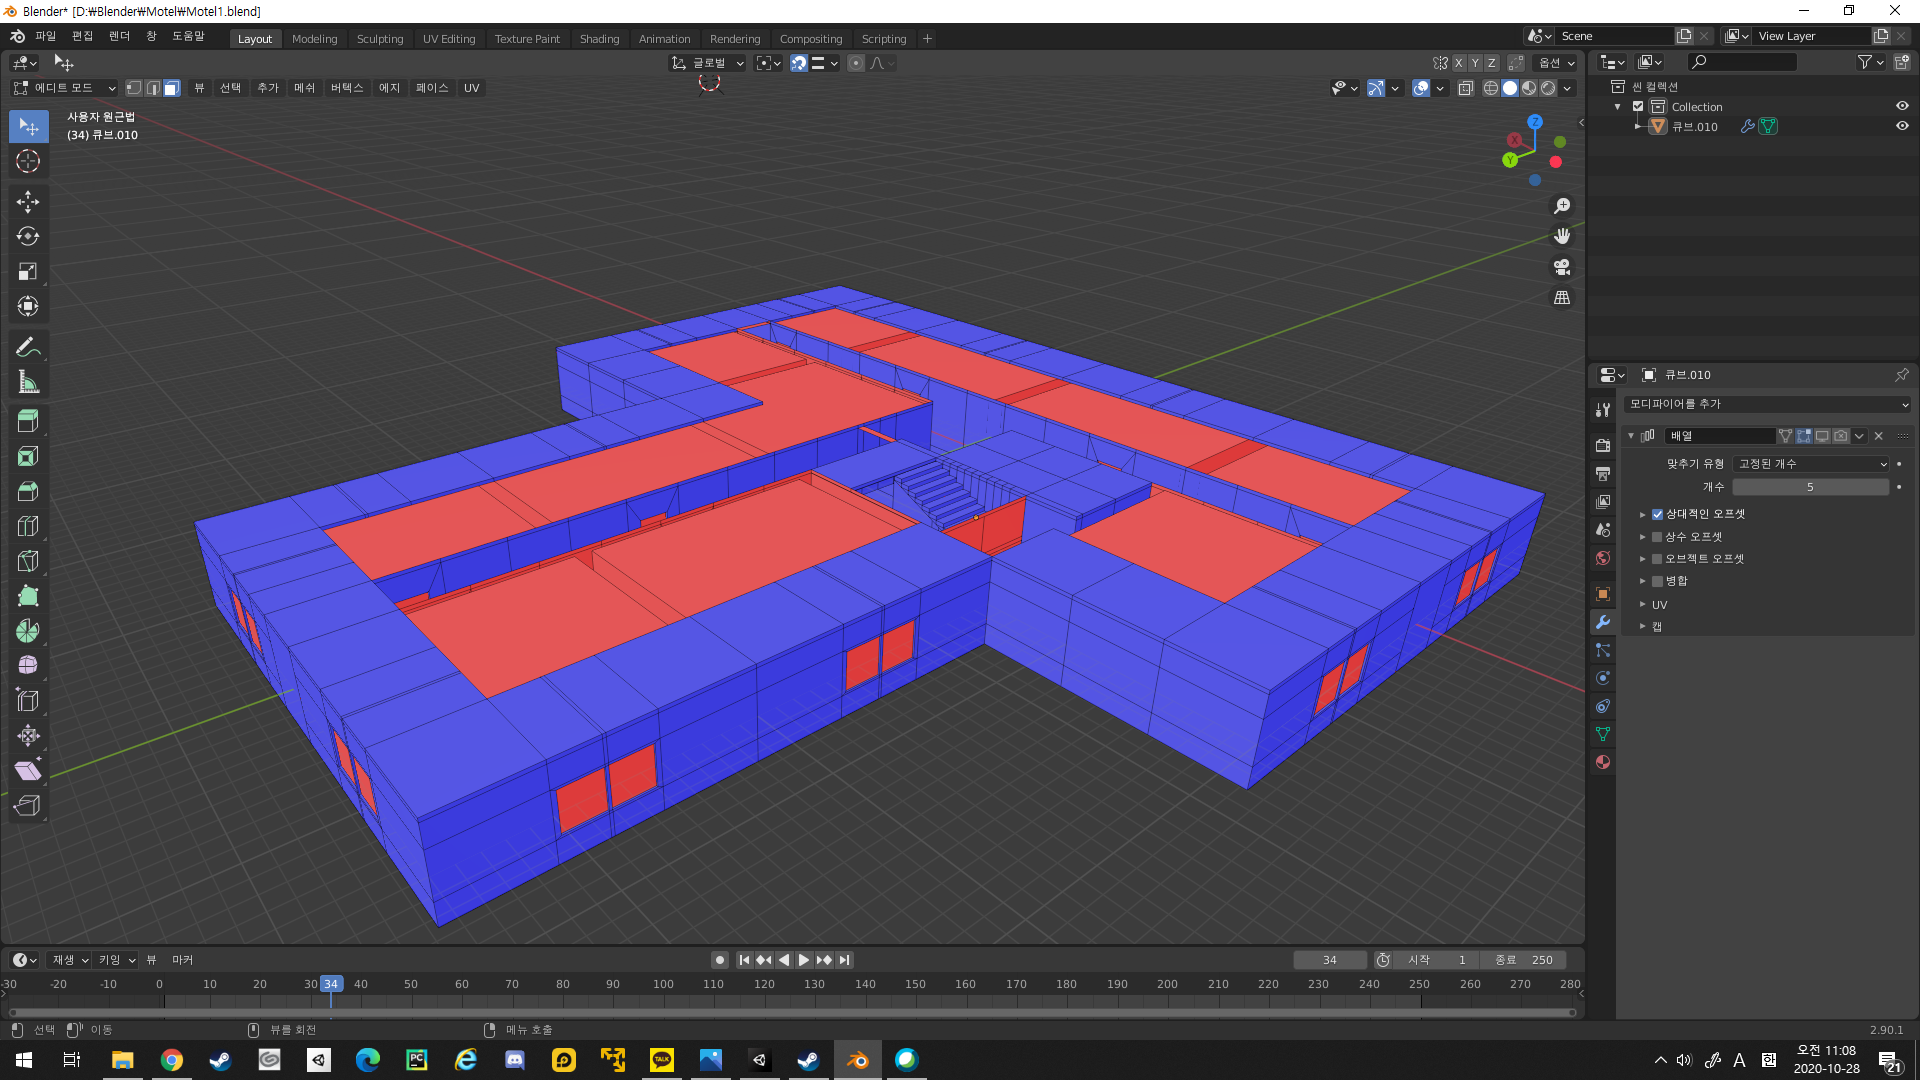 Blender* [D:₩Blender₩Motel₩Motel1.blend]
파일 편집 렌더 창 도움말 Layout Modeling Sculpting UV Editing Texture Paint Shading Animation Rendering Compositing Scripting + Scene View Layer
글로벌 X Y Z 옵션
에디트 모드 뷰 선택 추가 메쉬 버텍스 에지 페이스 UV
사용자 원근법
(34) 큐브.010
Z
X
Y
씬 컬렉션
Collection
큐브.010
큐브.010
모디파이어를 추가
배열
맞추기 유형 고정된 개수
개수 5
상대적인 오프셋
상수 오프셋
오브젝트 오프셋
병합
UV
캡
재생 키잉 뷰 마커 34 시작 1 종료 250
-30 -20 -10 0 10 20 30 34 40 50 60 70 80 90 100 110 120 130 140 150 160 170 180 190 200 210 220 230 240 250 260 270 280
선택 이동 뷰를 회전 메뉴 호출 2.90.1
PC
TALK
A 한
오전 11:08
2020-10-28
21